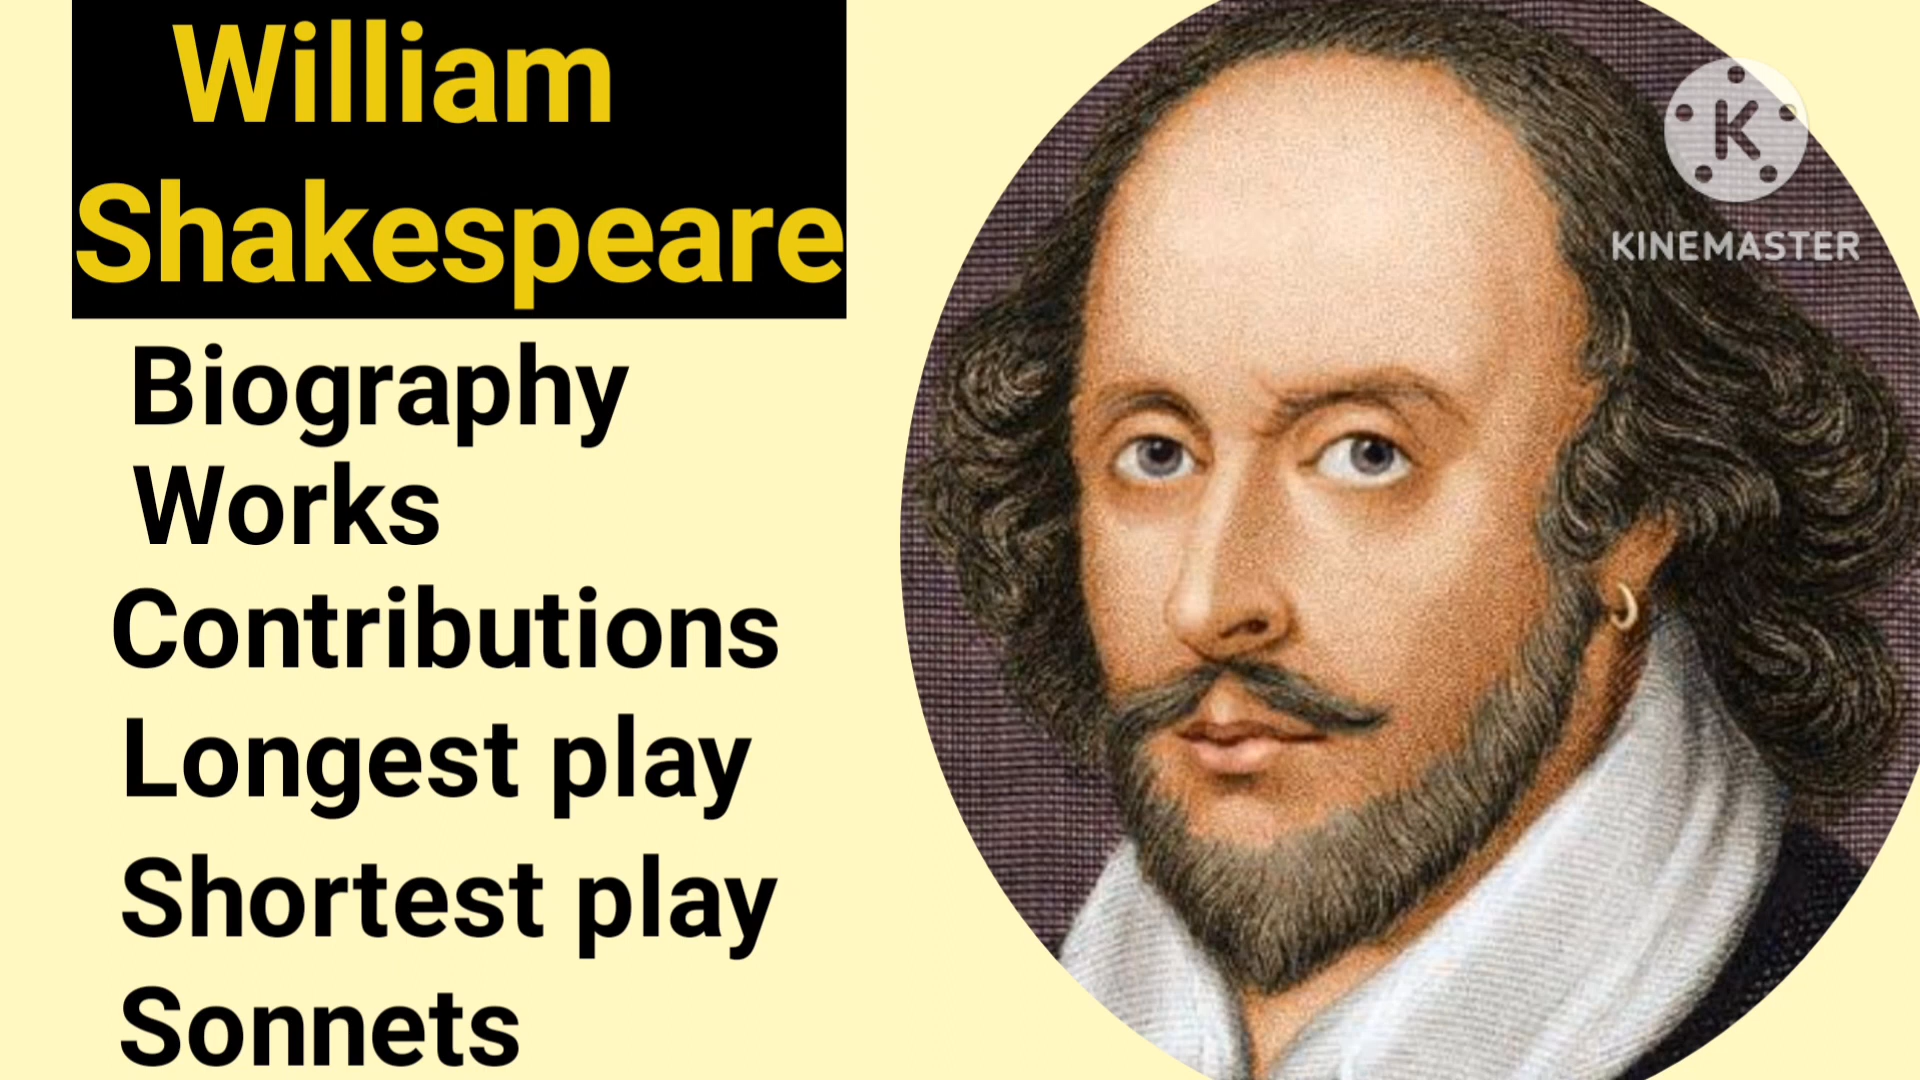 William
Shakespeare
Biography
Works
Contributions
Longest play
Shortest play
Sonnets
K
KINEMASTER